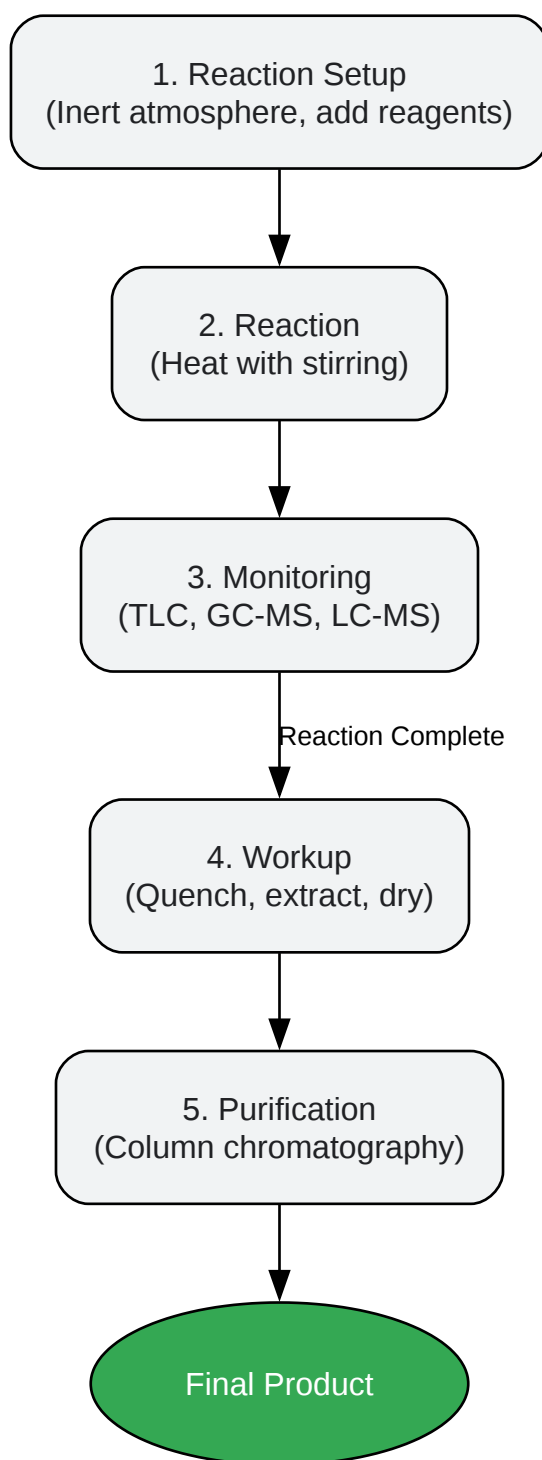 1. Reaction Setup
(Inert atmosphere, add reagents)
2. Reaction
(Heat with stirring)
3. Monitoring
(TLC, GC-MS, LC-MS)
Reaction Complete
4. Workup
(Quench, extract, dry)
5. Purification
(Column chromatography)
Final Product